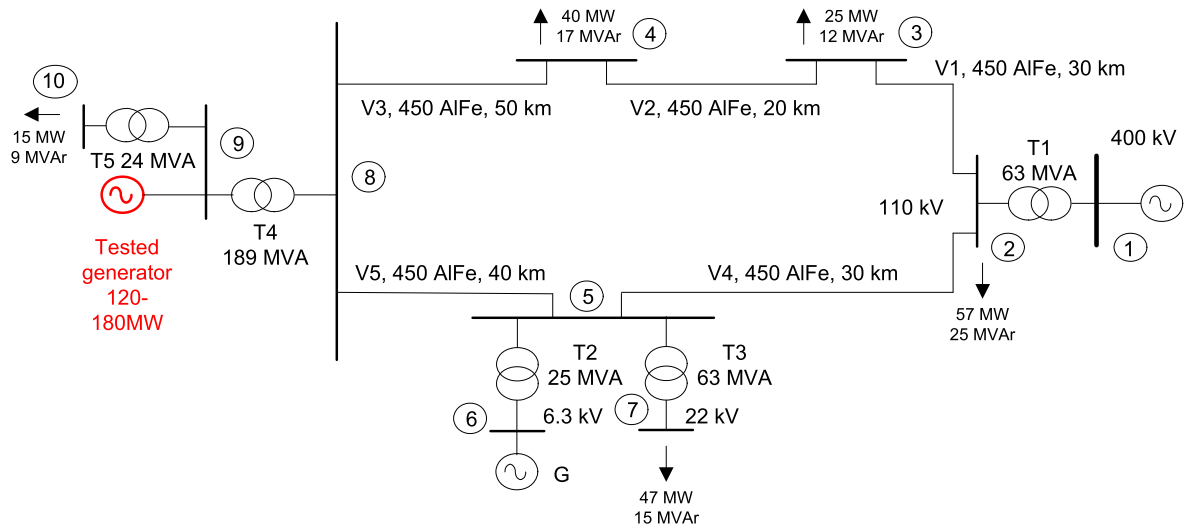 40 MW
17 MVAr
4
25 MW
12 MVAr
3
10
V1, 450 AlFe, 30 km
V3, 450 AlFe, 50 km
V2, 450 AlFe, 20 km
15 MW
9 MVAr
T5 24 MVA
9
T1
63 MVA
400 kV
8
110 kV
T4
189 MVA
2
1
Tested
generator
120-
180MW
V5, 450 AlFe, 40 km
V4, 450 AlFe, 30 km
5
57 MW
25 MVAr
T2
25 MVA
T3
63 MVA
6
6.3 kV
7
22 kV
G
47 MW
15 MVAr